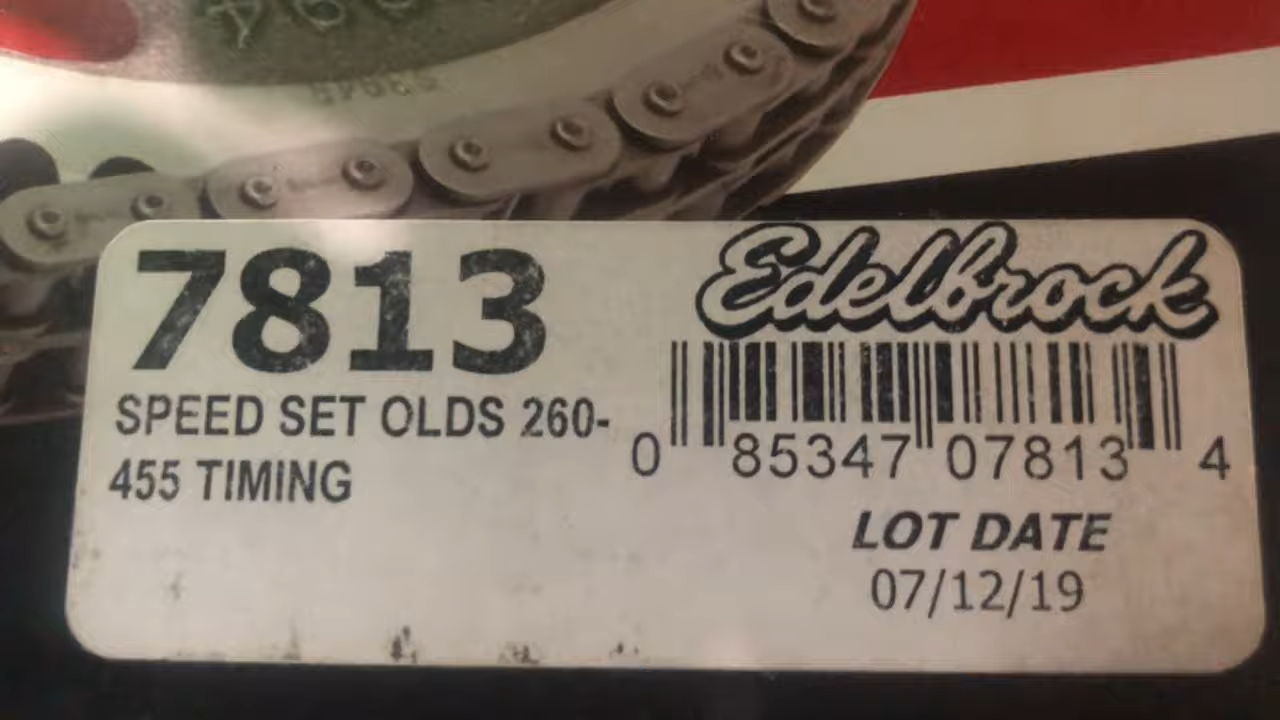 7813
SPEED SET OLDS 260-
455 TIMING
Edelbrock
0 85347 07813 4
LOT DATE
07/12/19